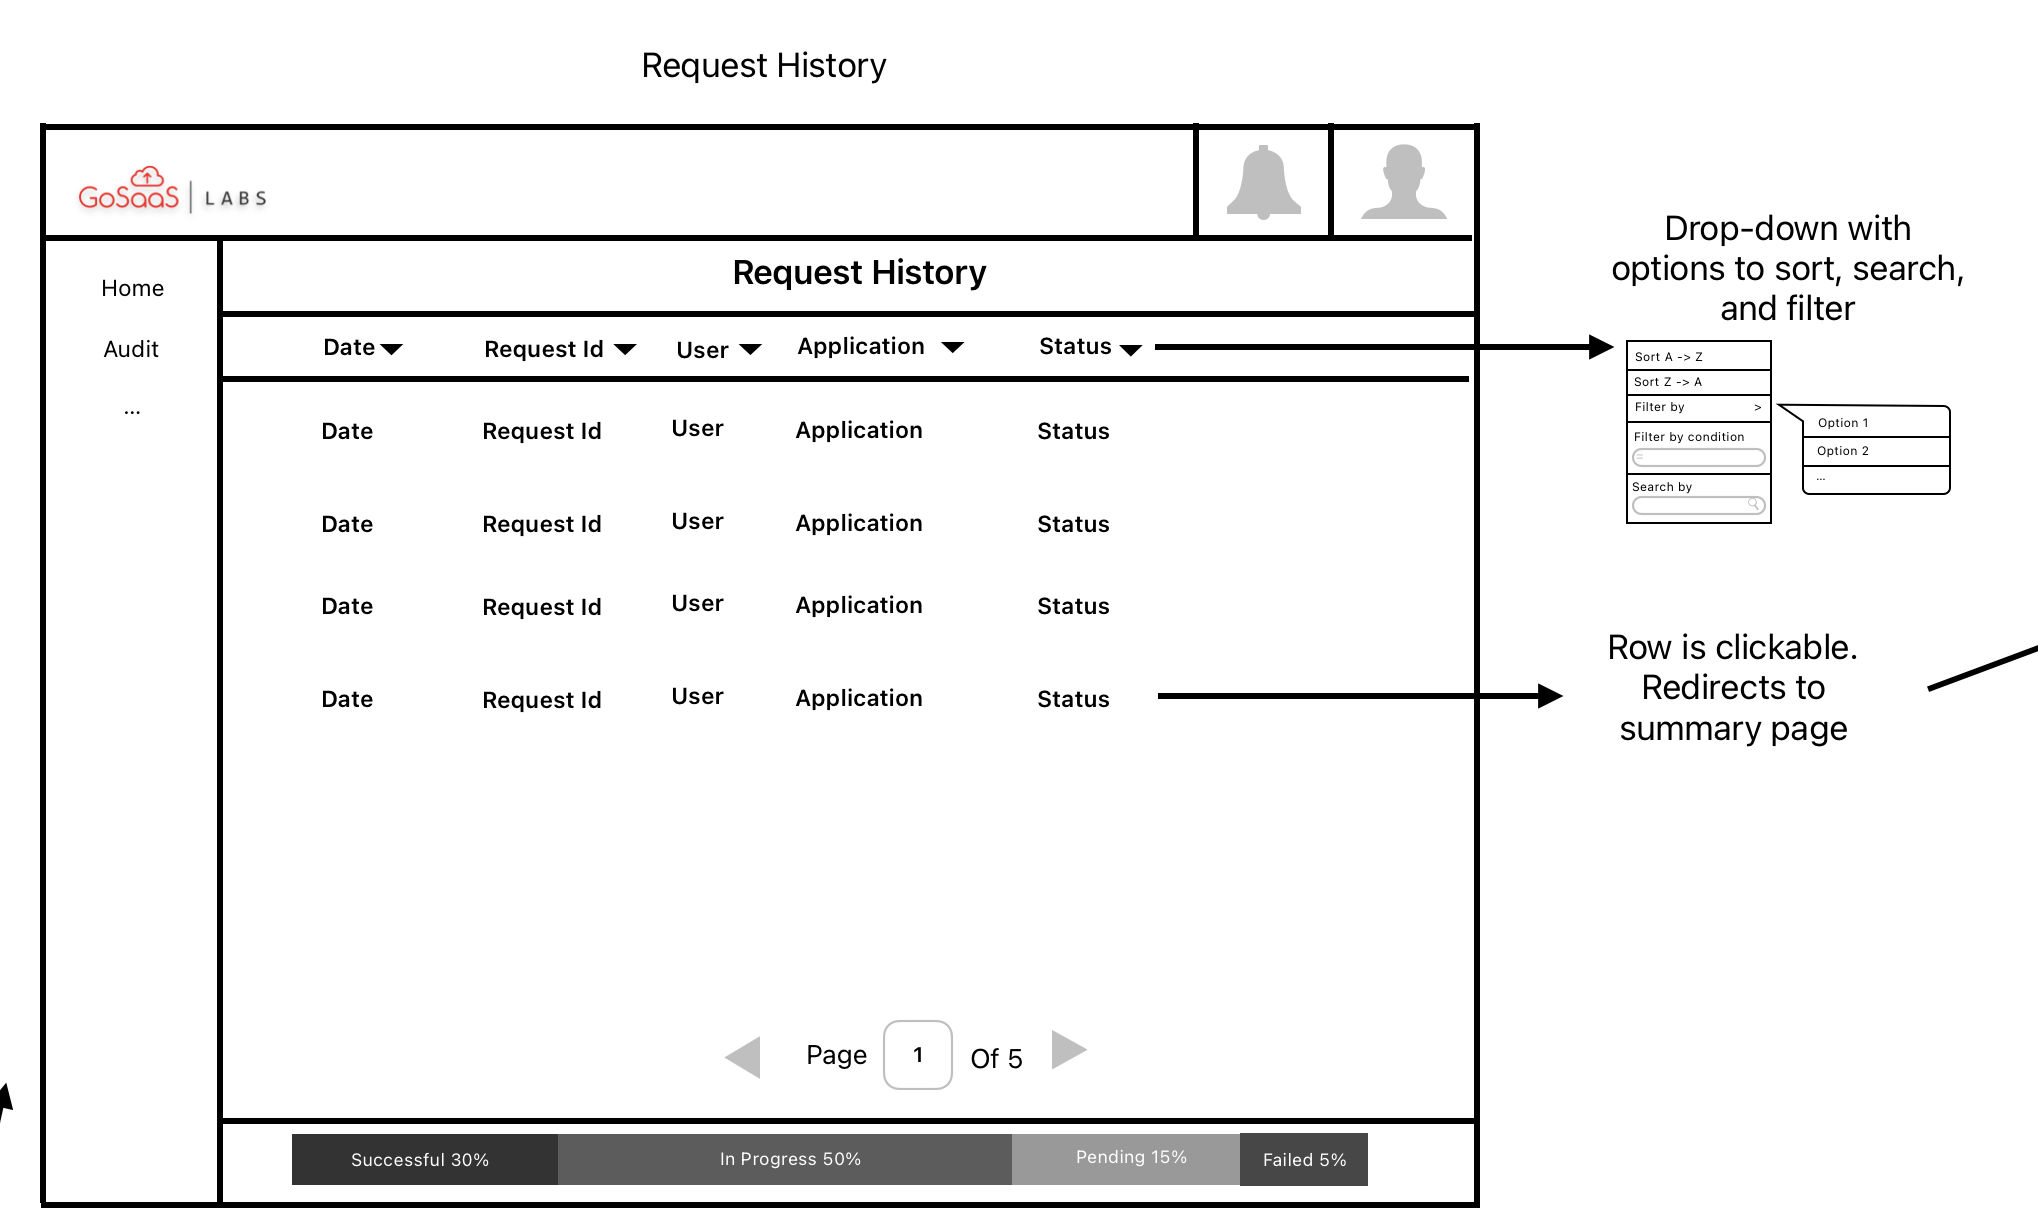 Request History
GoSaaS | LABS
Request History
Home
Audit
...
Date Request Id User Application Status
Date Request Id User Application Status
Date Request Id User Application Status
Date Request Id User Application Status
Date Request Id User Application Status
Page 1 Of 5
Successful 30% In Progress 50% Pending 15% Failed 5%
Drop-down with
options to sort, search,
and filter
Sort A -> Z
Sort Z -> A
Filter by >
Filter by condition
=
Search by
Option 1
Option 2
...
Row is clickable.
Redirects to
summary page